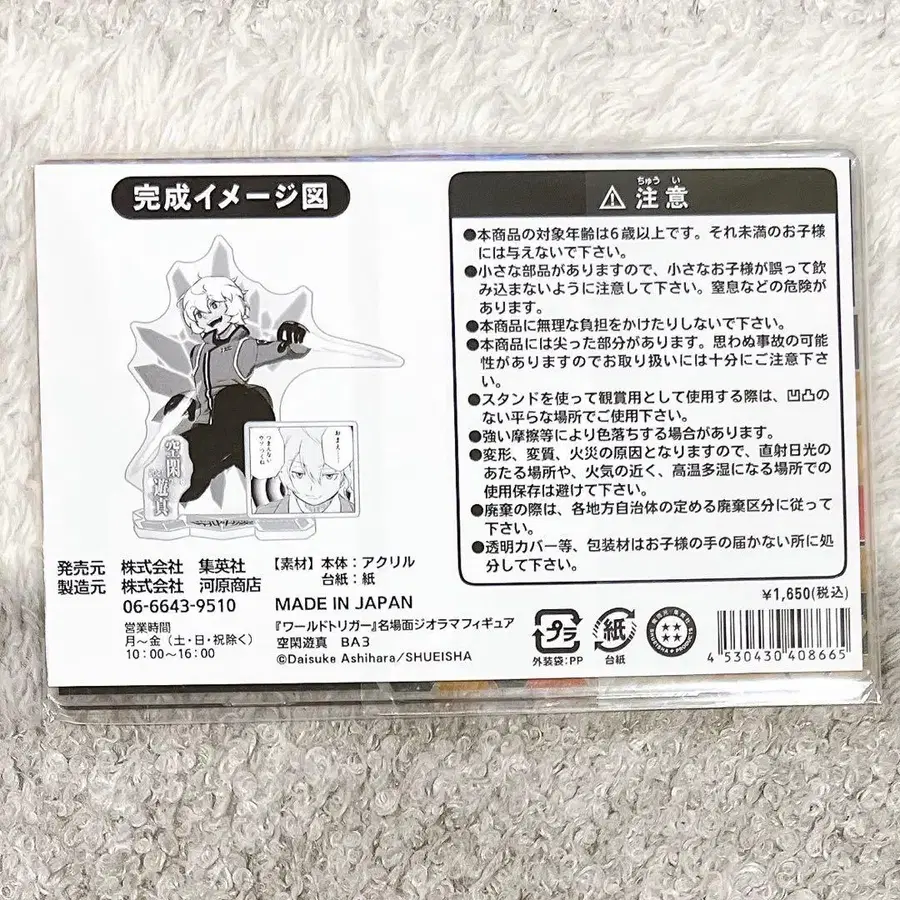 完成イメージ図
おまえ…
つまんない
ウソつくね
空閑
遊真
発売元 株式会社 集英社
製造元 株式会社 河原商店
06-6643-9510
営業時間
月〜金(土・日・祝除く)
10:00〜16:00
【素材】本体:アクリル
台紙:紙
MADE IN JAPAN
『ワールドトリガー』名場面ジオラマフィギュア
空閑遊真 BA3
©Daisuke Ashihara/SHUEISHA
ちゅうい
⚠注意
●本商品の対象年齢は6歳以上です。それ未満のお子様
には与えないで下さい。
●小さな部品がありますので、小さなお子様が誤って飲
み込まないように注意して下さい。窒息などの危険が
あります。
●本商品に無理な負担をかけたりしないで下さい。
●本商品には尖った部分があります。思わぬ事故の可能
性がありますのでお取り扱いには十分にご注意下さ
い。
●スタンドを使って観賞用として使用する際は、凹凸の
ない平らな場所でご使用下さい。
●強い摩擦等により色落ちする場合があります。
●変形、変質、火災の原因となりますので、直射日光の
あたる場所や、火気の近く、高温多湿になる場所での
使用保存は避けて下さい。
●廃棄の際は、各地方自治体の定める廃棄区分に従って
下さい。
●透明カバー等、包装材はお子様の手の届かない所に処
分して下さい。
¥1,650(税込)
プラ
外装袋:PP
紙
台紙
4 530430 408665